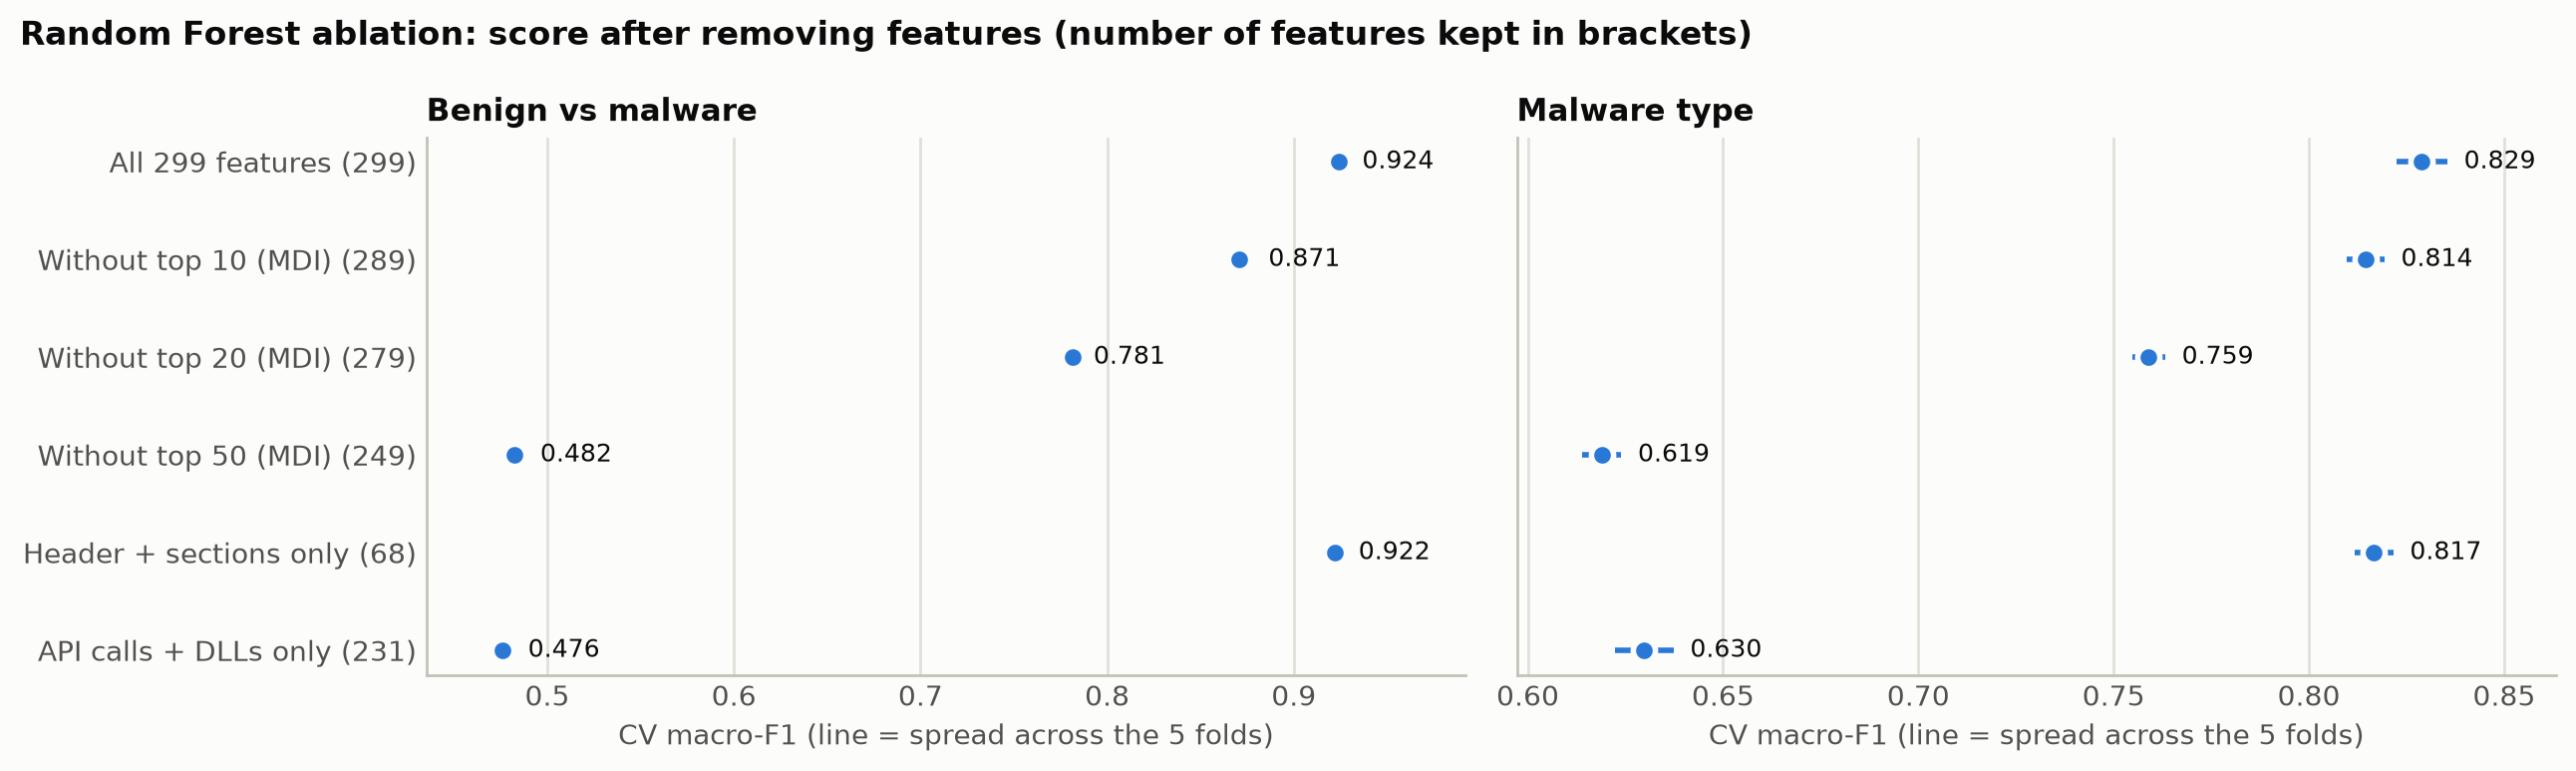 Random Forest ablation: score after removing features (number of features kept in brackets)
Benign vs malware
Malware type
All 299 features (299)
0.924
0.829
Without top 10 (MDI) (289)
0.871
0.814
Without top 20 (MDI) (279)
0.781
0.759
Without top 50 (MDI) (249)
0.482
0.619
Header + sections only (68)
0.922
0.817
API calls + DLLs only (231)
0.476
0.630
0.5 0.6 0.7 0.8 0.9
0.60 0.65 0.70 0.75 0.80 0.85
CV macro-F1 (line = spread across the 5 folds)
CV macro-F1 (line = spread across the 5 folds)